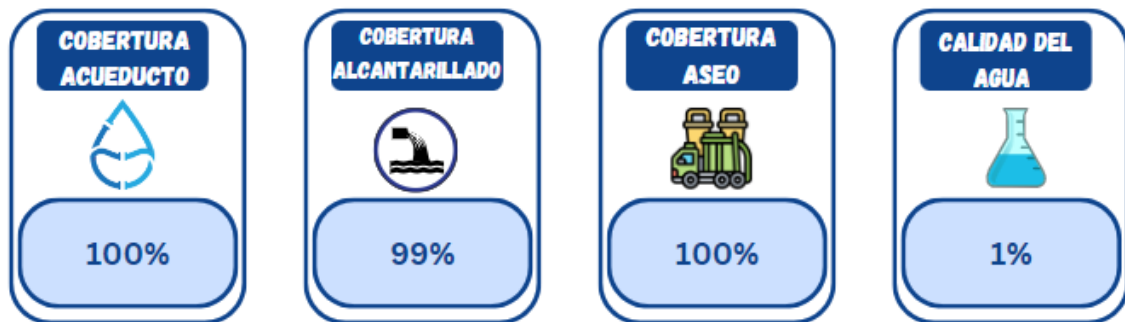 COBERTURA
ACUEDUCTO
100%
COBERTURA
ALCANTARILLADO
99%
COBERTURA
ASEO
100%
CALIDAD DEL
AGUA
1%